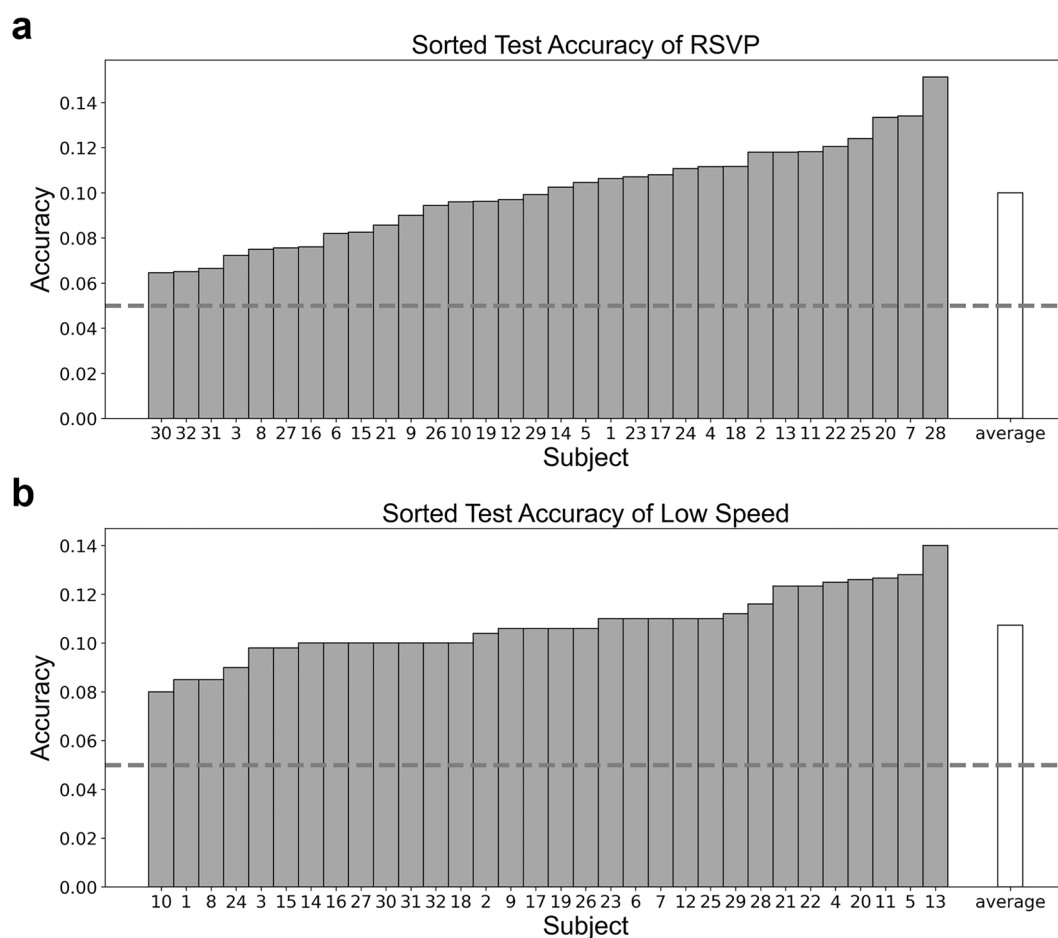 a
Sorted Test Accuracy of RSVP
Accuracy
0.14
0.12
0.10
0.08
0.06
0.04
0.02
0.00
30 32 31 3 8 27 16 6 15 21 9 26 10 19 12 29 14 5 1 23 17 24 4 18 2 13 11 22 25 20 7 28 average
Subject
b
Sorted Test Accuracy of Low Speed
Accuracy
0.14
0.12
0.10
0.08
0.06
0.04
0.02
0.00
10 1 8 24 3 15 14 16 27 30 31 32 18 2 9 17 19 26 23 6 7 12 25 29 28 21 22 4 20 11 5 13 average
Subject